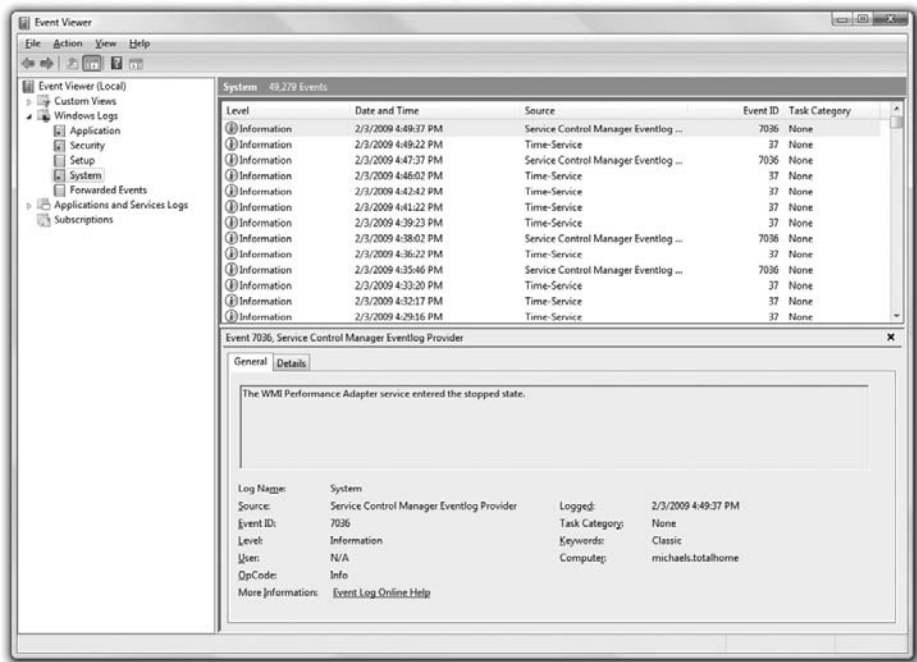 Event Viewer
File Action View Help
Event Viewer (Local)
Custom Views
Windows Logs
Application
Security
Setup
System
Forwarded Events
Applications and Services Logs
Subscriptions
System 49,279 Events
Level Date and Time Source Event ID Task Category
Information 2/3/2009 4:49:37 PM Service Control Manager Eventlog ... 7036 None
Information 2/3/2009 4:49:22 PM Time-Service 37 None
Information 2/3/2009 4:47:37 PM Service Control Manager Eventlog ... 7036 None
Information 2/3/2009 4:46:02 PM Time-Service 37 None
Information 2/3/2009 4:42:42 PM Time-Service 37 None
Information 2/3/2009 4:41:22 PM Time-Service 37 None
Information 2/3/2009 4:39:23 PM Time-Service 37 None
Information 2/3/2009 4:38:02 PM Service Control Manager Eventlog ... 7036 None
Information 2/3/2009 4:36:22 PM Time-Service 37 None
Information 2/3/2009 4:35:46 PM Service Control Manager Eventlog ... 7036 None
Information 2/3/2009 4:33:20 PM Time-Service 37 None
Information 2/3/2009 4:32:17 PM Time-Service 37 None
Information 2/3/2009 4:29:16 PM Time-Service 37 None
Event 7036, Service Control Manager Eventlog Provider
General Details
The WMI Performance Adapter service entered the stopped state.
Log Name: System
Source: Service Control Manager Eventlog Provider Logged: 2/3/2009 4:49:37 PM
Event ID: 7036 Task Category: None
Level: Information Keywords: Classic
User: N/A Computer: michaels.totalhome
OpCode: Info
More Information: Event Log Online Help